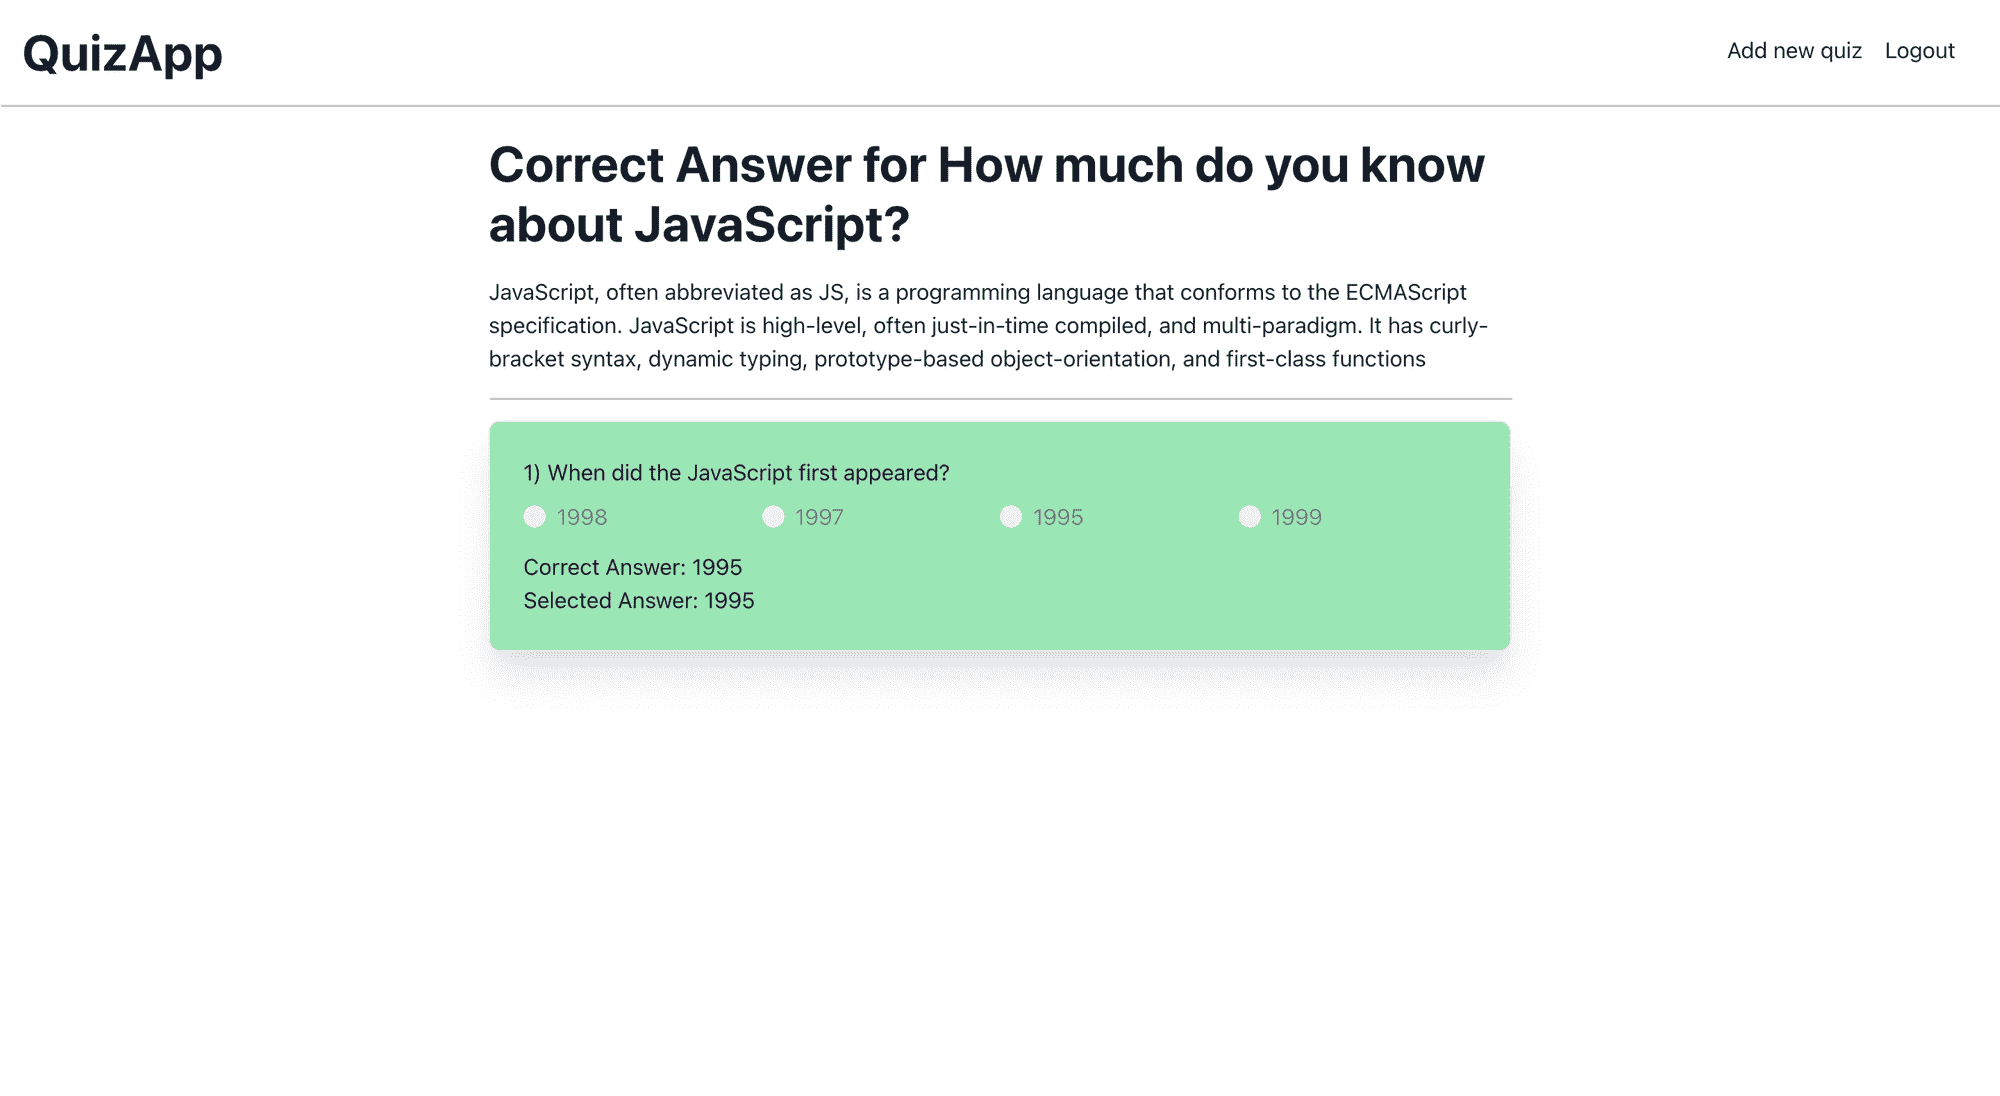 QuizApp
Add new quiz
Logout
Correct Answer for How much do you know
about JavaScript?
JavaScript, often abbreviated as JS, is a programming language that conforms to the ECMAScript
specification. JavaScript is high-level, often just-in-time compiled, and multi-paradigm. It has curly-
bracket syntax, dynamic typing, prototype-based object-orientation, and first-class functions
1) When did the JavaScript first appeared?
1998
1997
1995
1999
Correct Answer: 1995
Selected Answer: 1995